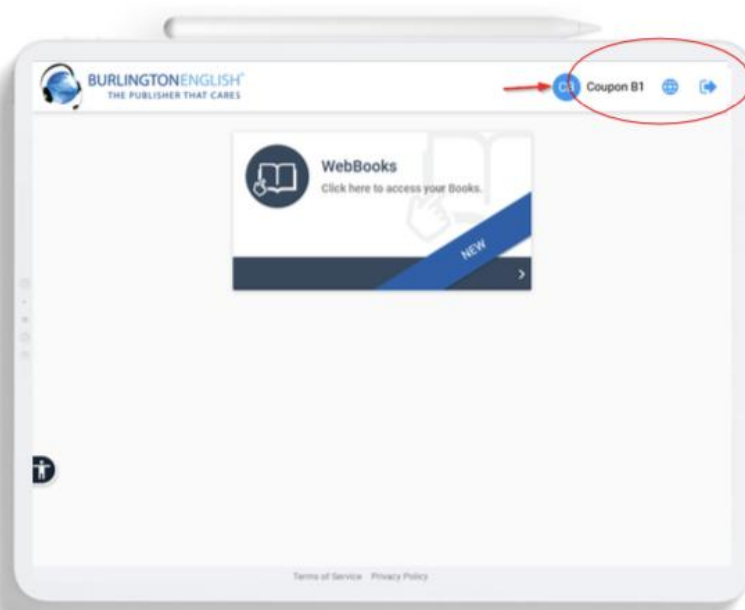 BURLINGTONENGLISH®
THE PUBLISHER THAT CARES
CB Coupon B1
WebBooks
Click here to access your Books.
NEW
Terms of Service Privacy Policy